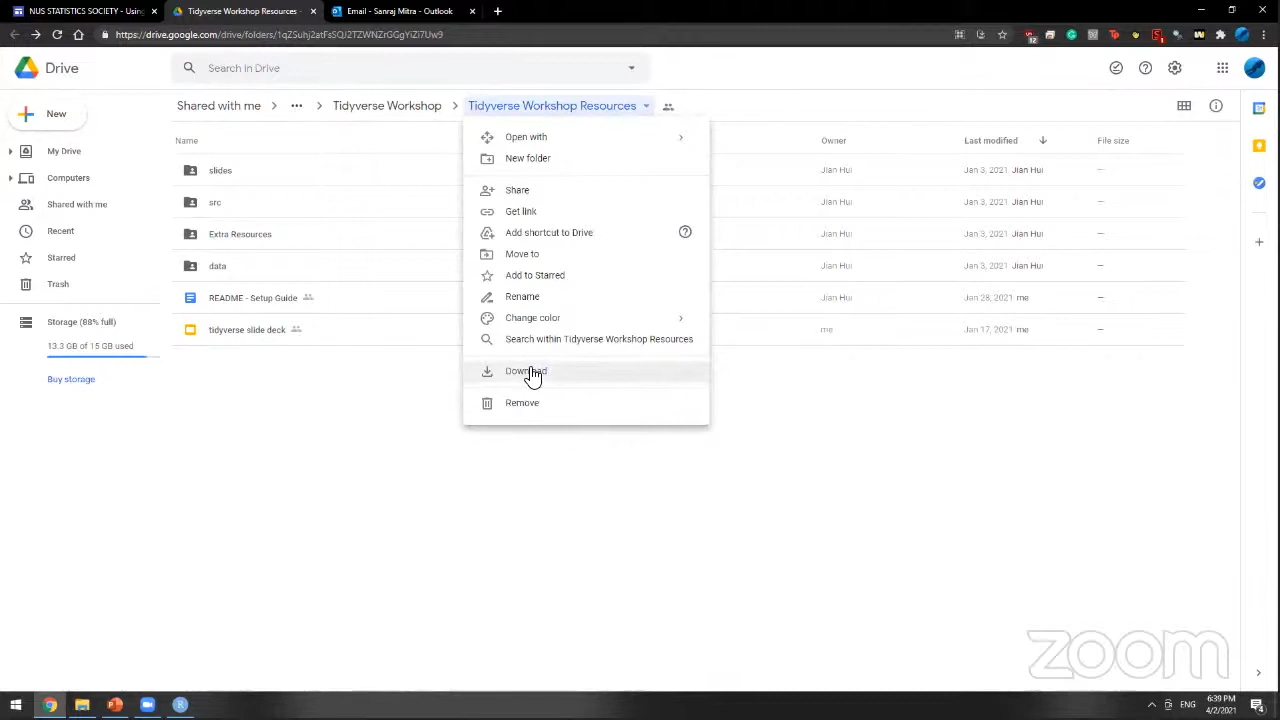 NUS STATISTICS SOCIETY - Using
Tidyverse Workshop Resources -
Email - Sanraj Mitra - Outlook
drive.google.com/drive/folders/1qZSuhj2atFsSQJ2TZWNZrGGgYiZi7Uw9
Drive
Search in Drive
New
Shared with me
Tidyverse Workshop
Tidyverse Workshop Resources
My Drive
Computers
Shared with me
Recent
Starred
Trash
Storage (88% full)
13.3 GB of 15 GB used
Buy storage
Name
Owner
Last modified
File size
slides
Jian Hui
Jan 3, 2021 Jian Hui
—
src
Jian Hui
Jan 3, 2021 Jian Hui
—
Extra Resources
Jian Hui
Jan 3, 2021 Jian Hui
—
data
Jian Hui
Jan 3, 2021 Jian Hui
—
README - Setup Guide
Jian Hui
Jan 28, 2021 me
—
tidyverse slide deck
me
Jan 17, 2021 me
—
Open with
New folder
Share
Get link
Add shortcut to Drive
Move to
Add to Starred
Rename
Change color
Search within Tidyverse Workshop Resources
Download
Remove
zoom
ENG
6:39 PM
4/2/2021